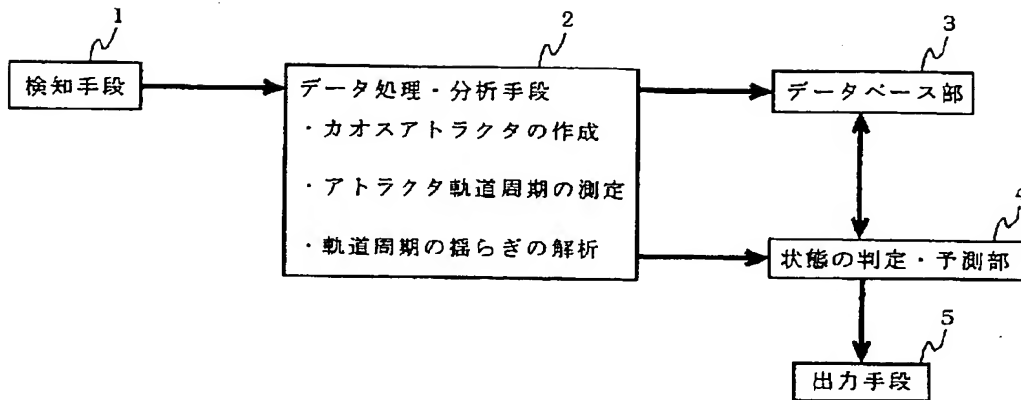 1
検知手段
2
データ処理・分析手段
・カオスアトラクタの作成
・アトラクタ軌道周期の測定
・軌道周期の揺らぎの解析
3
データベース部
4
状態の判定・予測部
5
出力手段